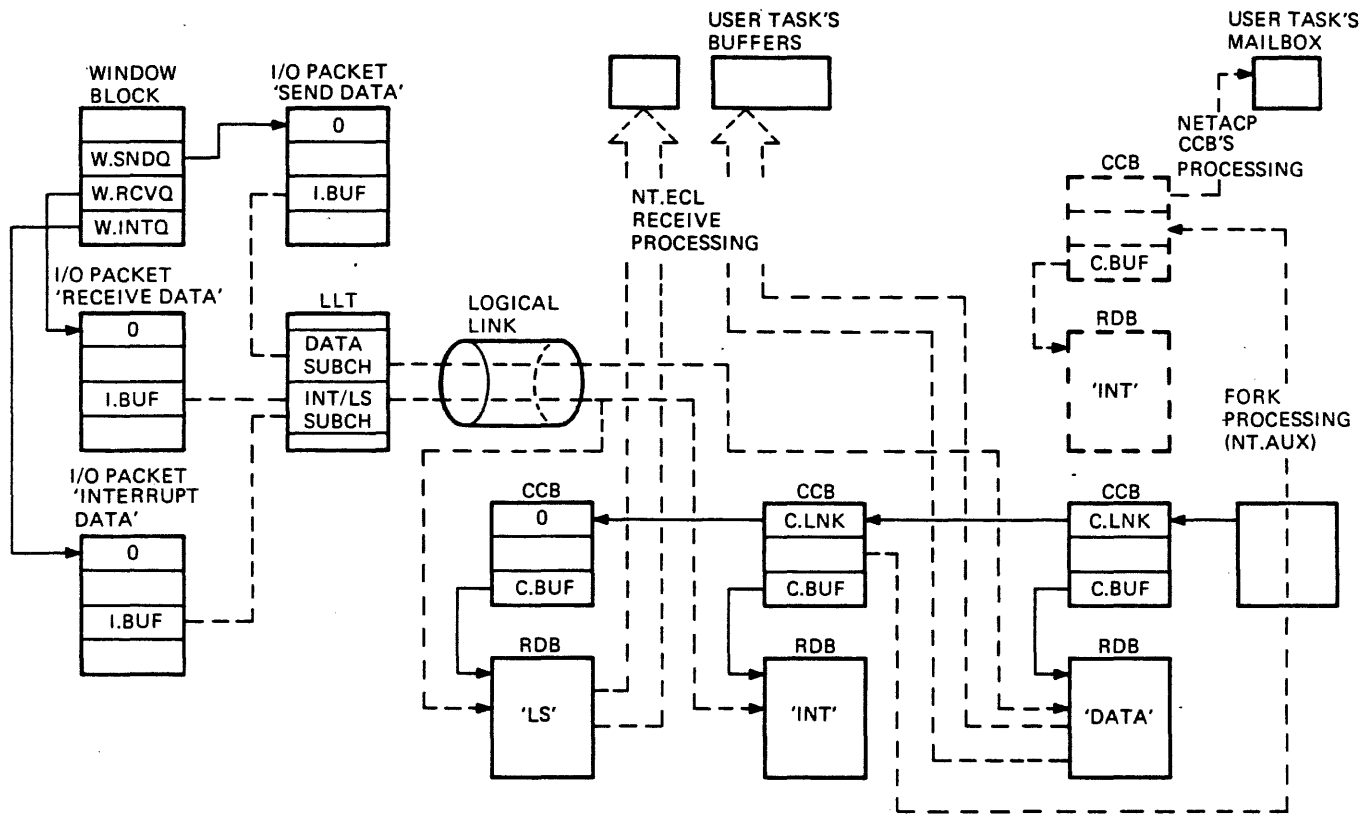 USER TASK'S
BUFFERS
USER TASK'S
MAILBOX
WINDOW
BLOCK
W.SNDQ
W.RCVQ
W.INTQ
I/O PACKET
'SEND DATA'
0
I.BUF
NT.ECL
RECEIVE
PROCESSING
NETACP
CCB'S
PROCESSING
CCB
C.BUF
RDB
'INT'
FORK
PROCESSING
(NT.AUX)
I/O PACKET
'RECEIVE DATA'
0
I.BUF
LLT
DATA
SUBCH
INT/LS
SUBCH
LOGICAL
LINK
I/O PACKET
'INTERRUPT
DATA'
0
I.BUF
CCB
0
C.BUF
RDB
'LS'
CCB
C.LNK
C.BUF
RDB
'INT'
CCB
C.LNK
C.BUF
RDB
'DATA'